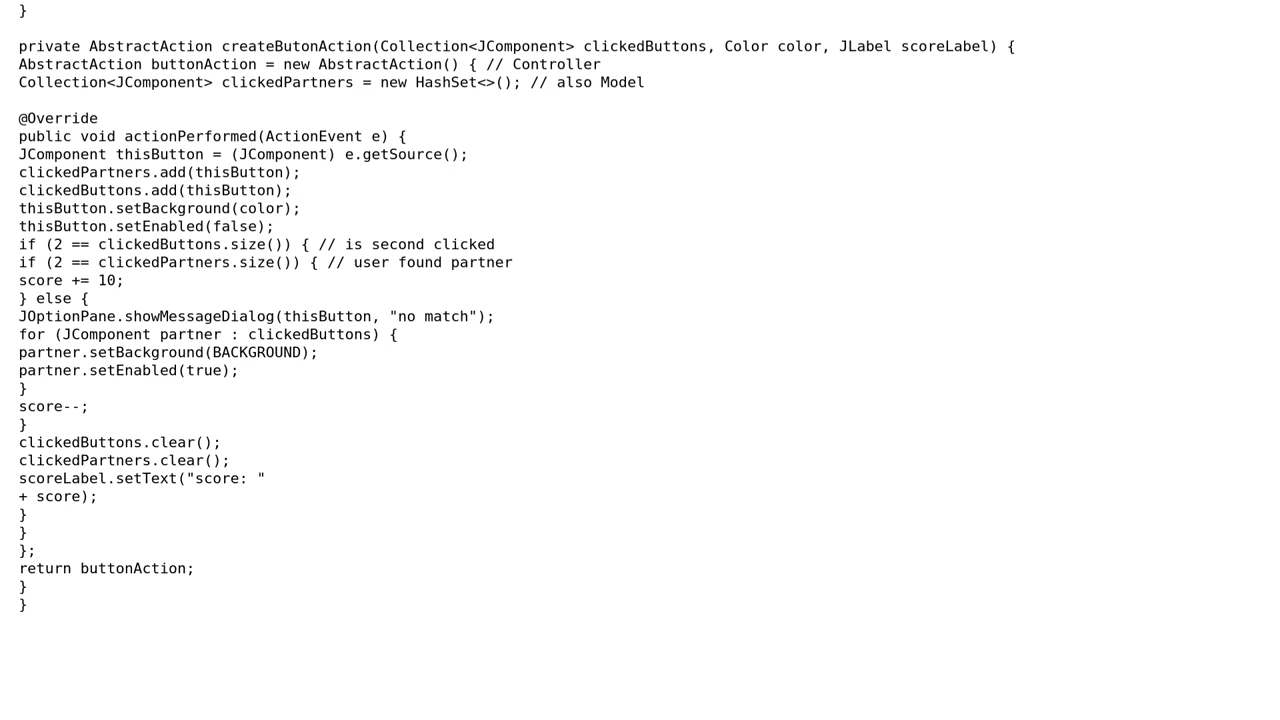 }
private AbstractAction createButonAction(Collection<JComponent> clickedButtons, Color color, JLabel scoreLabel) {
AbstractAction buttonAction = new AbstractAction() { // Controller
Collection<JComponent> clickedPartners = new HashSet<>(); // also Model
@Override
public void actionPerformed(ActionEvent e) {
JComponent thisButton = (JComponent) e.getSource();
clickedPartners.add(thisButton);
clickedButtons.add(thisButton);
thisButton.setBackground(color);
thisButton.setEnabled(false);
if (2 == clickedButtons.size()) { // is second clicked
if (2 == clickedPartners.size()) { // user found partner
score += 10;
} else {
JOptionPane.showMessageDialog(thisButton, "no match");
for (JComponent partner : clickedButtons) {
partner.setBackground(BACKGROUND);
partner.setEnabled(true);
}
score--;
}
clickedButtons.clear();
clickedPartners.clear();
scoreLabel.setText("score: "
+ score);
}
}
};
return buttonAction;
}
}